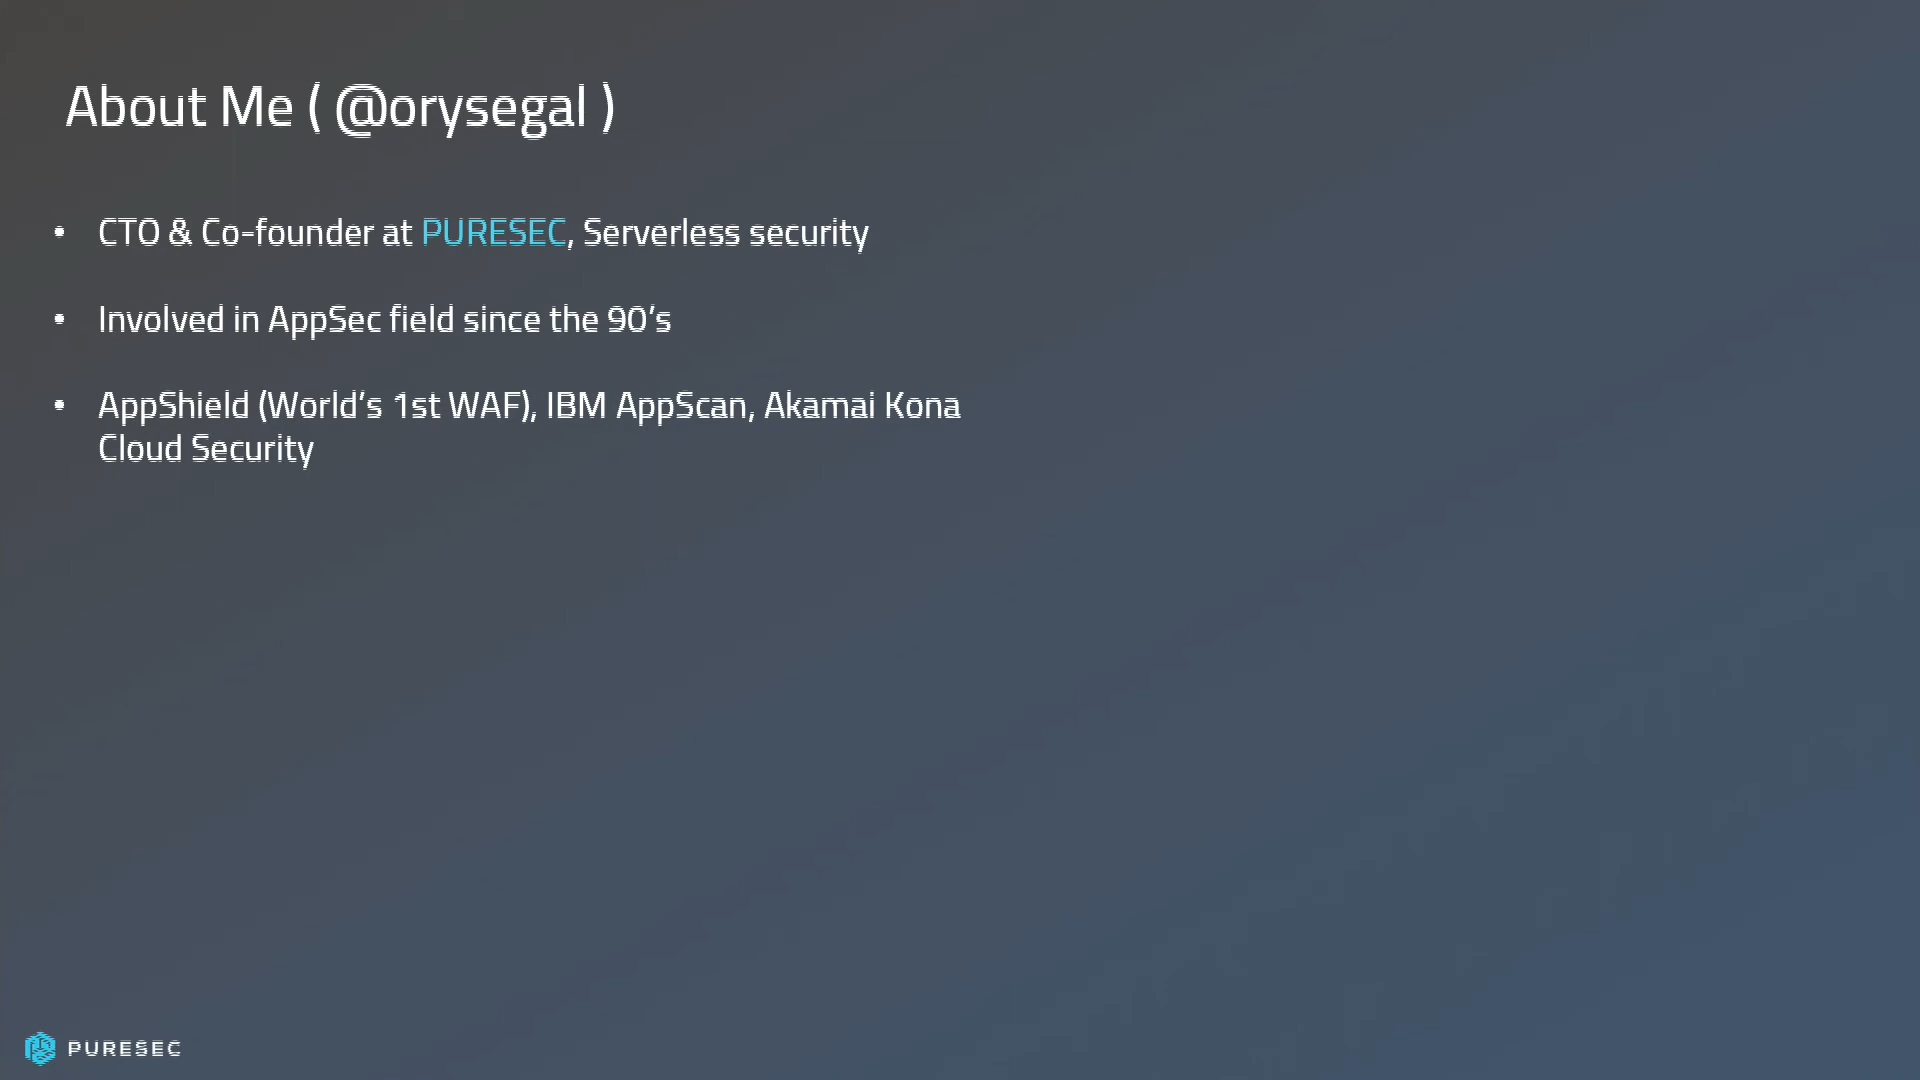 About Me ( @orysegal )
• CTO & Co-founder at PURESEC, Serverless security
• Involved in AppSec field since the 90’s
• AppShield (World’s 1st WAF), IBM AppScan, Akamai Kona
Cloud Security
PURESEC